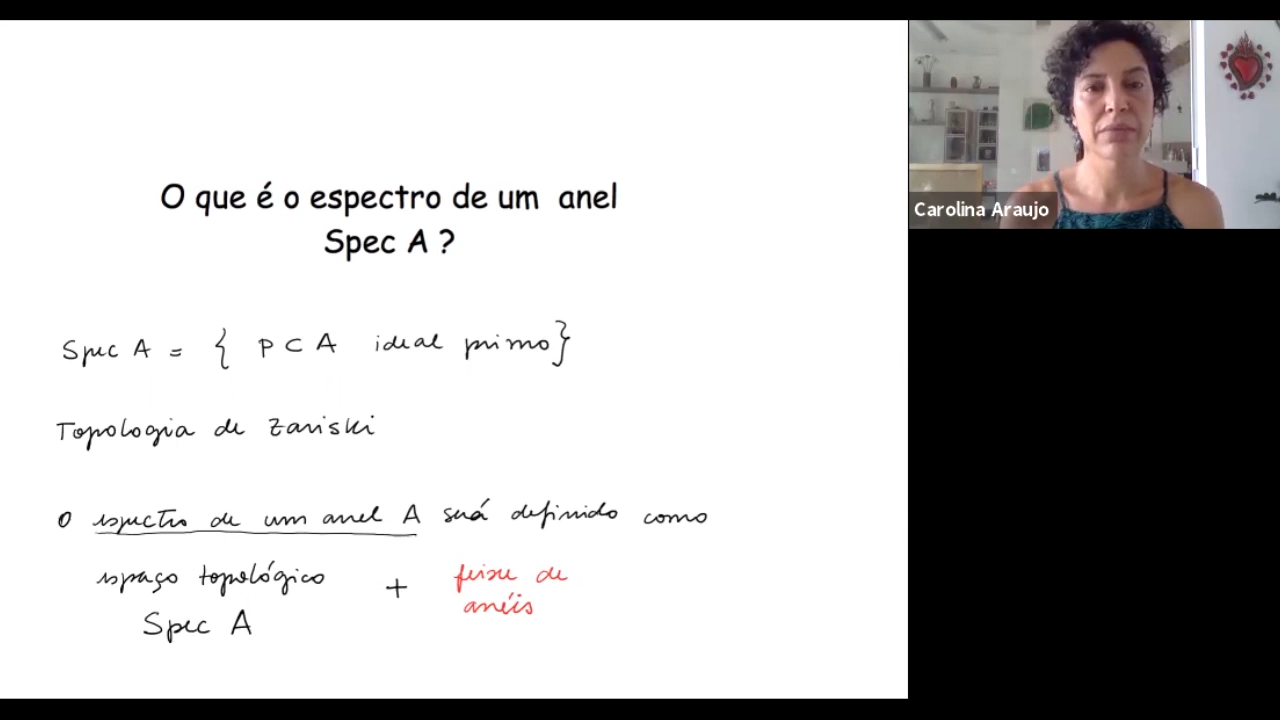 O que é o espectro de um anel
Spec A ?
Spec A = { P ⊂ A ideal primo }
Topologia de Zariski
O espectro de um anel A será definido como
espaço topológico + feixe de
anéis
Spec A
Carolina Araujo